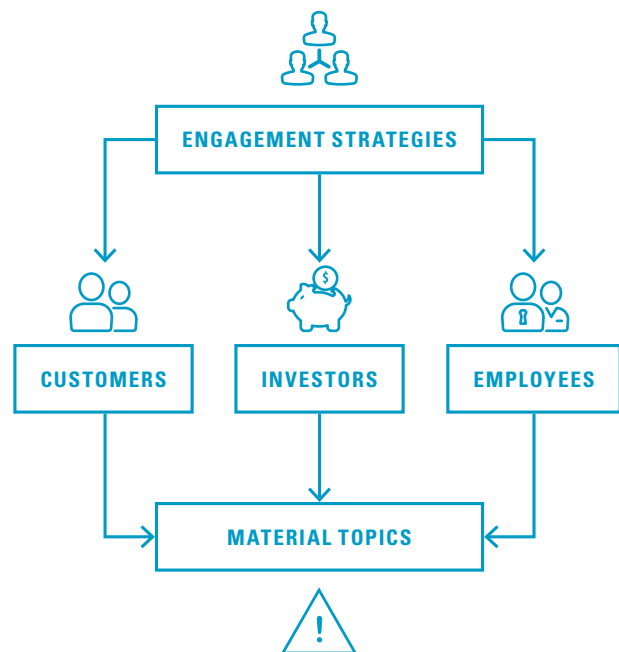 ENGAGEMENT STRATEGIES
$
CUSTOMERS
INVESTORS
EMPLOYEES
MATERIAL TOPICS
!